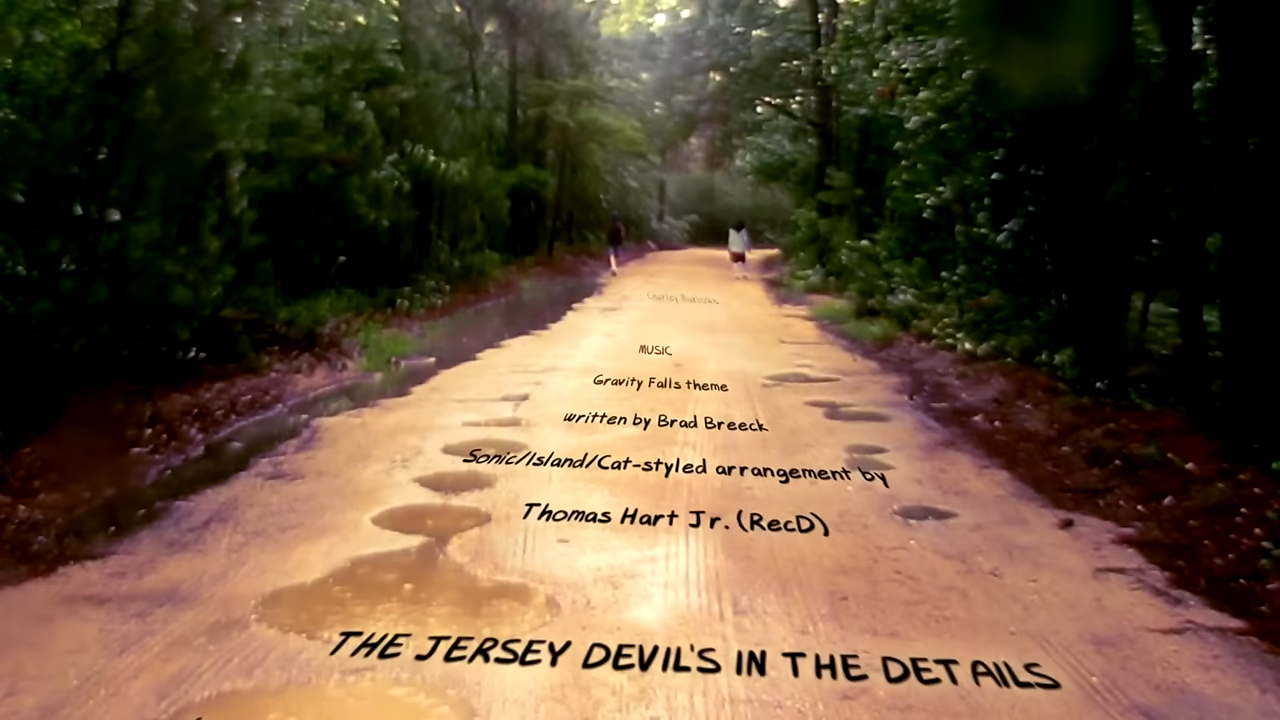 MUSIC
Gravity Falls theme
written by Brad Breeck
Sonic/Island/Cat-styled arrangement by
Thomas Hart Jr. (RecD)
THE JERSEY DEVIL'S IN THE DETAILS